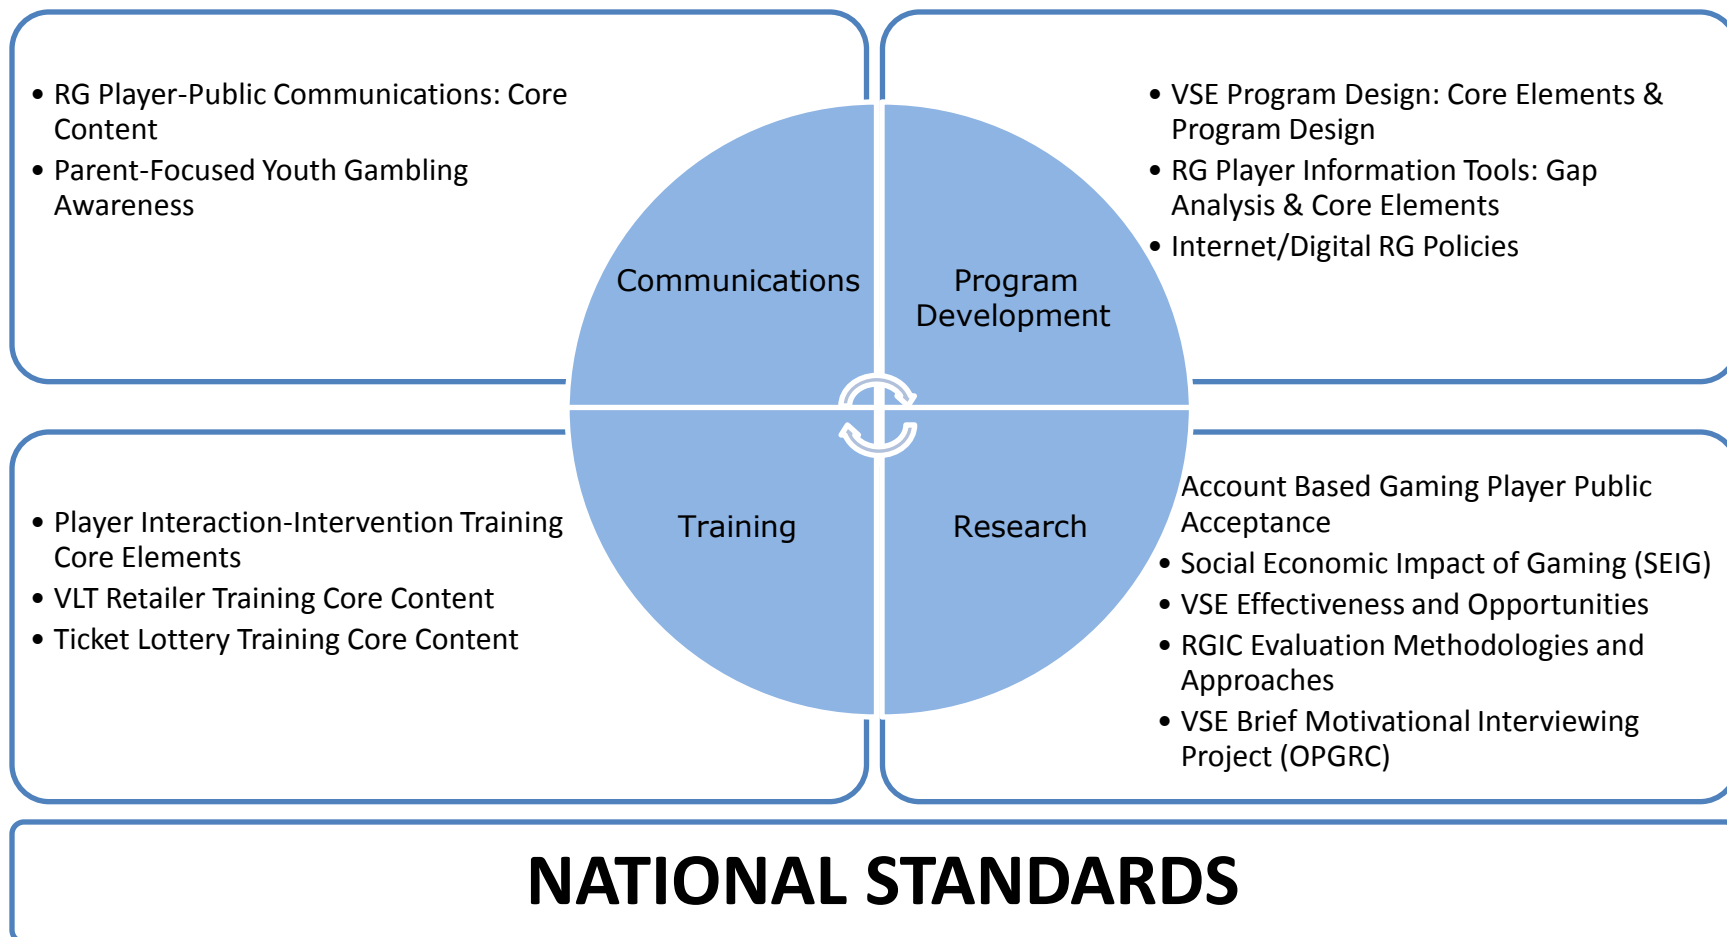 • RG Player-Public Communications: Core
Content
• Parent-Focused Youth Gambling
Awareness
• VSE Program Design: Core Elements &
Program Design
• RG Player Information Tools: Gap
Analysis & Core Elements
• Internet/Digital RG Policies
Communications
Program
Development
• Player Interaction-Intervention Training
Core Elements
• VLT Retailer Training Core Content
• Ticket Lottery Training Core Content
Training
Research
Account Based Gaming Player Public
Acceptance
• Social Economic Impact of Gaming (SEIG)
• VSE Effectiveness and Opportunities
• RGIC Evaluation Methodologies and
Approaches
• VSE Brief Motivational Interviewing
Project (OPGRC)
NATIONAL STANDARDS